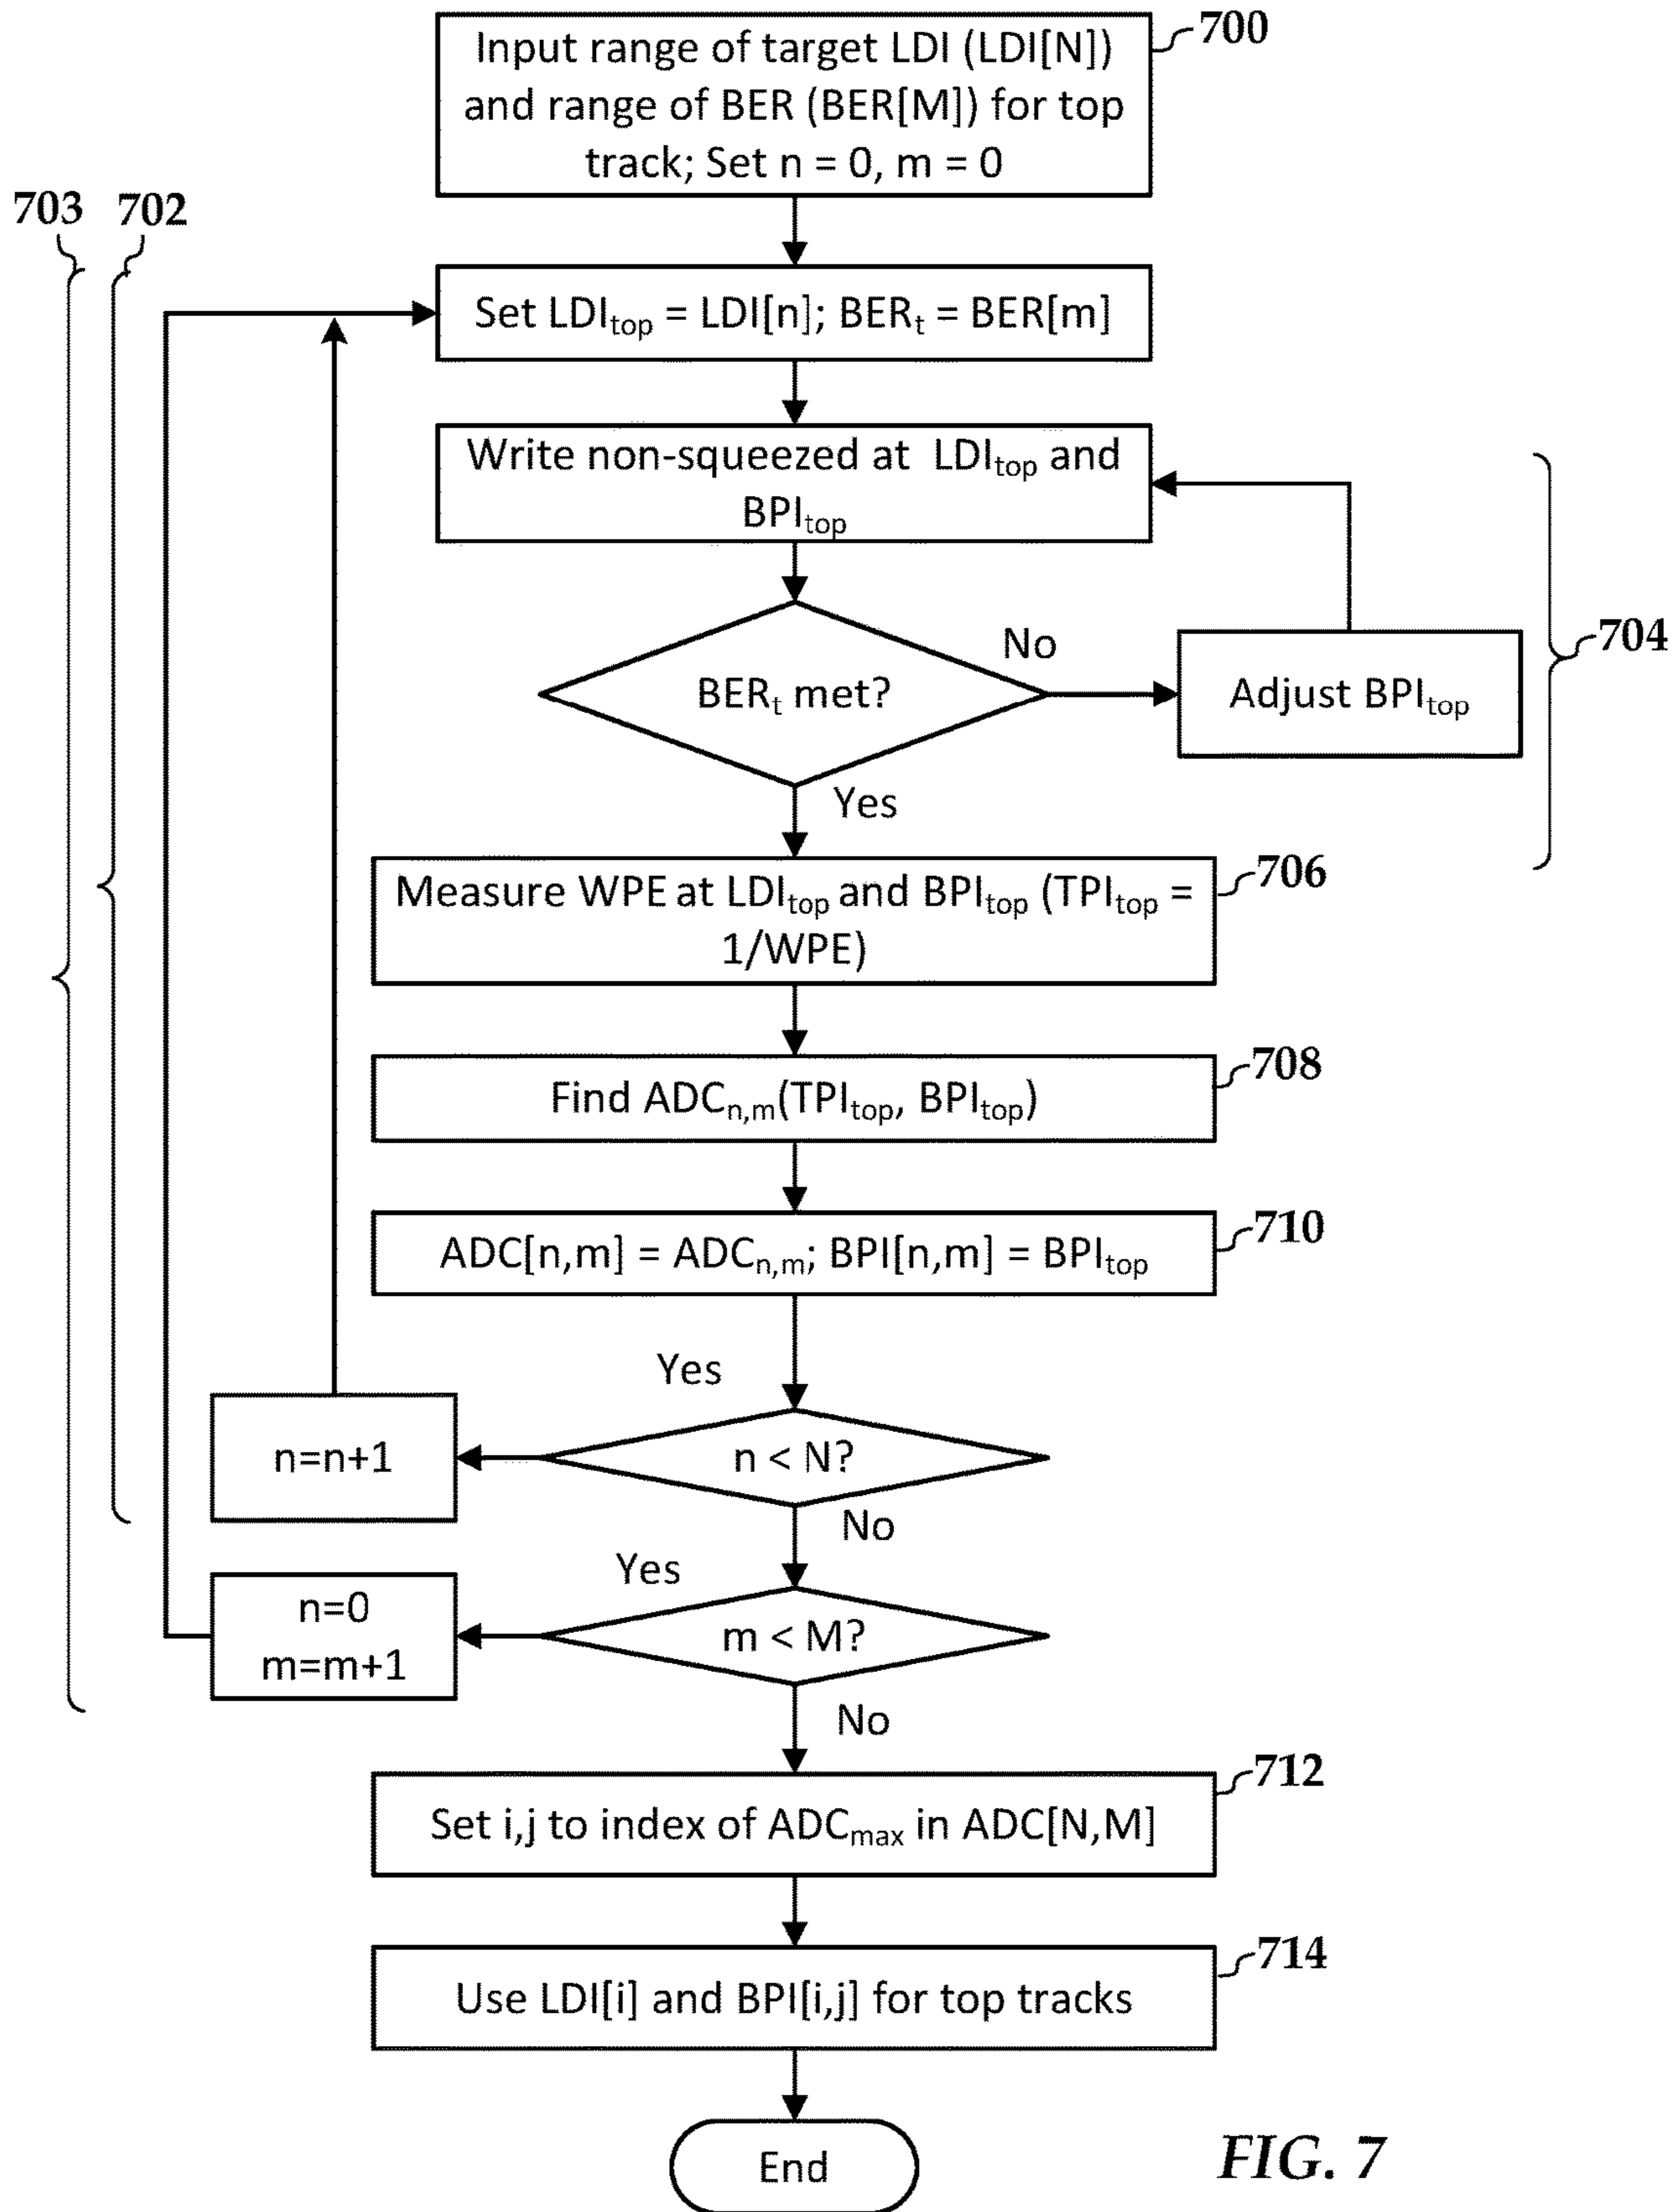 Input range of target LDI (LDI[N])
and range of BER (BER[M]) for top
track; Set n = 0, m = 0
700
703
702
Set LDItop = LDI[n]; BERt = BER[m]
Write non-squeezed at LDItop and
BPItop
704
BERt met?
No
Adjust BPItop
Yes
Measure WPE at LDItop and BPItop (TPItop =
1/WPE)
706
Find ADCn,m(TPItop, BPItop)
708
ADC[n,m] = ADCn,m; BPI[n,m] = BPItop
710
Yes
n=n+1
n < N?
No
Yes
n=0
m=m+1
m < M?
No
Set i,j to index of ADCmax in ADC[N,M]
712
Use LDI[i] and BPI[i,j] for top tracks
714
End
FIG. 7